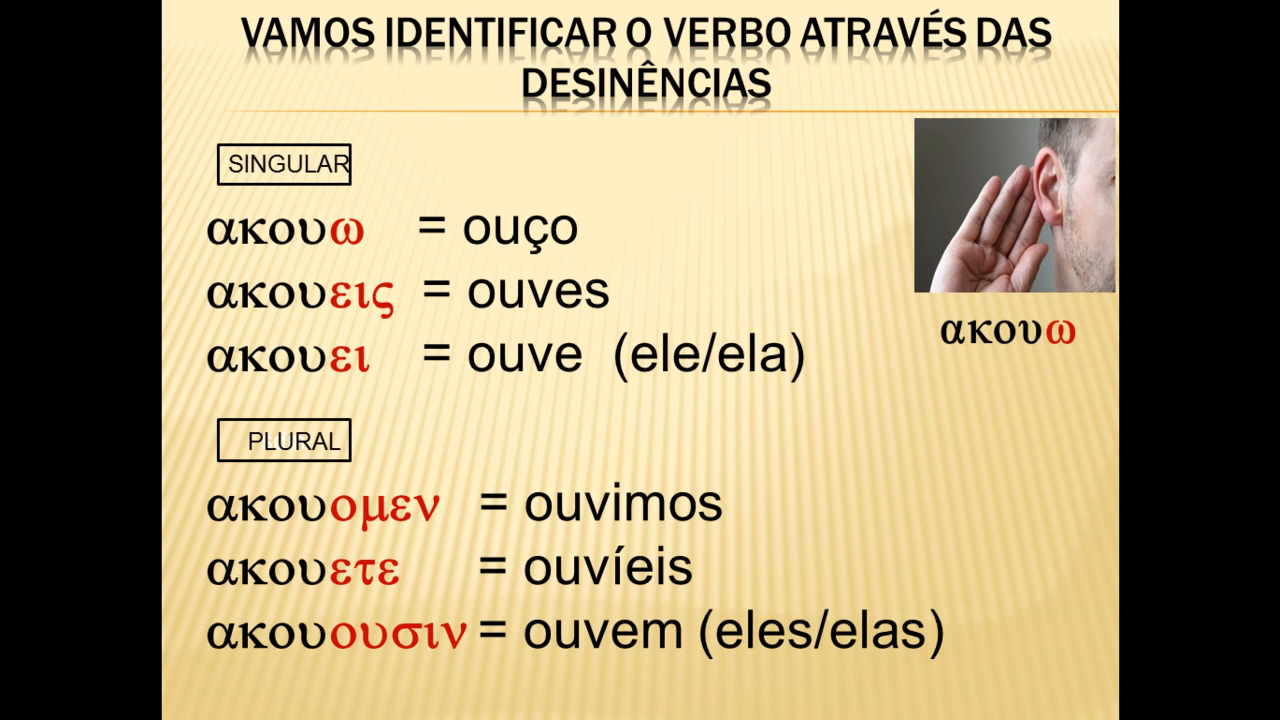 VAMOS IDENTIFICAR O VERBO ATRAVÉS DAS
DESINÊNCIAS
SINGULAR
ακουω = ouço
ακουεις = ouves
ακουει = ouve (ele/ela)
ακουω
PLURAL
ακουομεν = ouvimos
ακουετε = ouvíeis
ακουουσιν = ouvem (eles/elas)